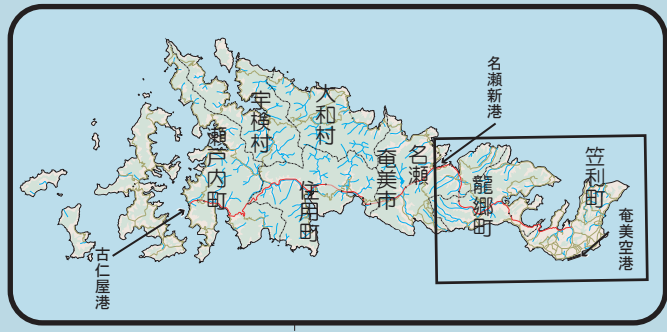 名瀬新港
笠利町
奄美空港
龍郷町
名瀬
奄美市
大和村
住用町
宇検村
瀬戸内町
古仁屋港